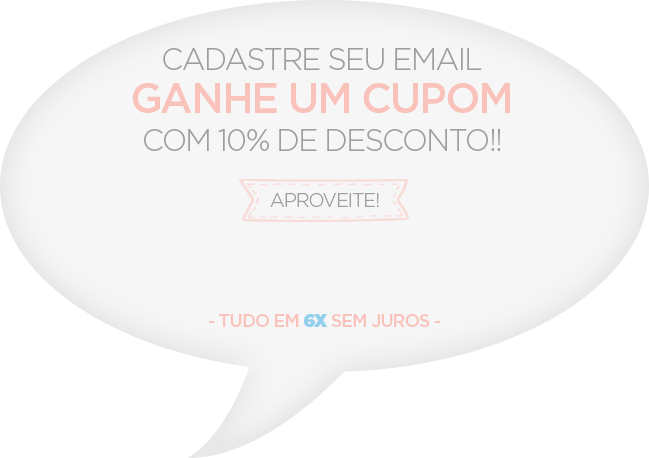 CADASTRE SEU EMAIL
GANHE UM CUPOM
COM 10% DE DESCONTO!!
APROVEITE!
- TUDO EM 6X SEM JUROS -